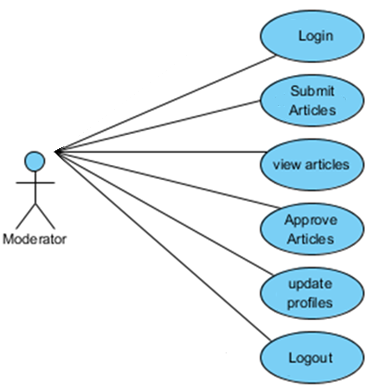 Login
Submit
Articles
view articles
Moderator
Approve
Articles
update
profiles
Logout